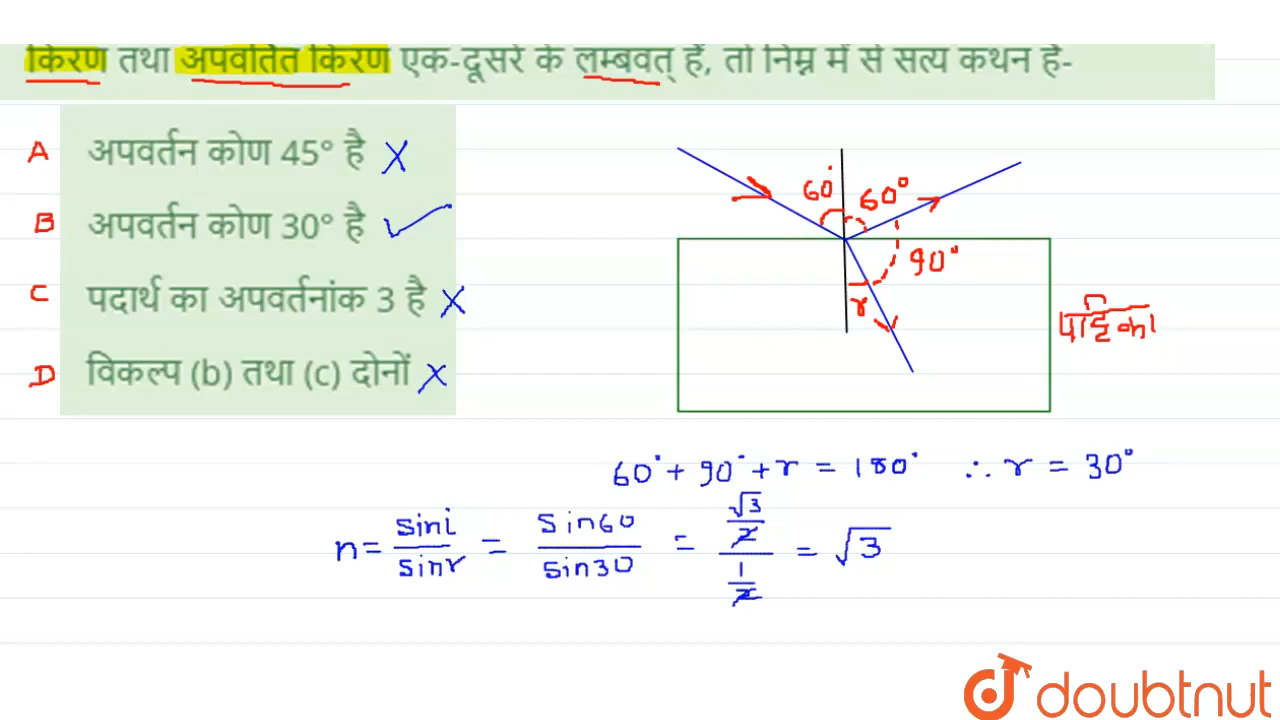 किरण तथा अपवर्तित किरण एक-दूसरे के लम्बवत् हैं, तो निम्न में से सत्य कथन है-
A अपवर्तन कोण 45° है X
B अपवर्तन कोण 30° है ✓
C पदार्थ का अपवर्तनांक 3 है X
D विकल्प (b) तथा (c) दोनों X
60° 60°
90°
r
पट्टिका
60° + 90° + r = 180° ∴ r = 30°
n = sini/sinr = sin60/sin30 = (√3/2)/(1/2) = √3
doubtnut